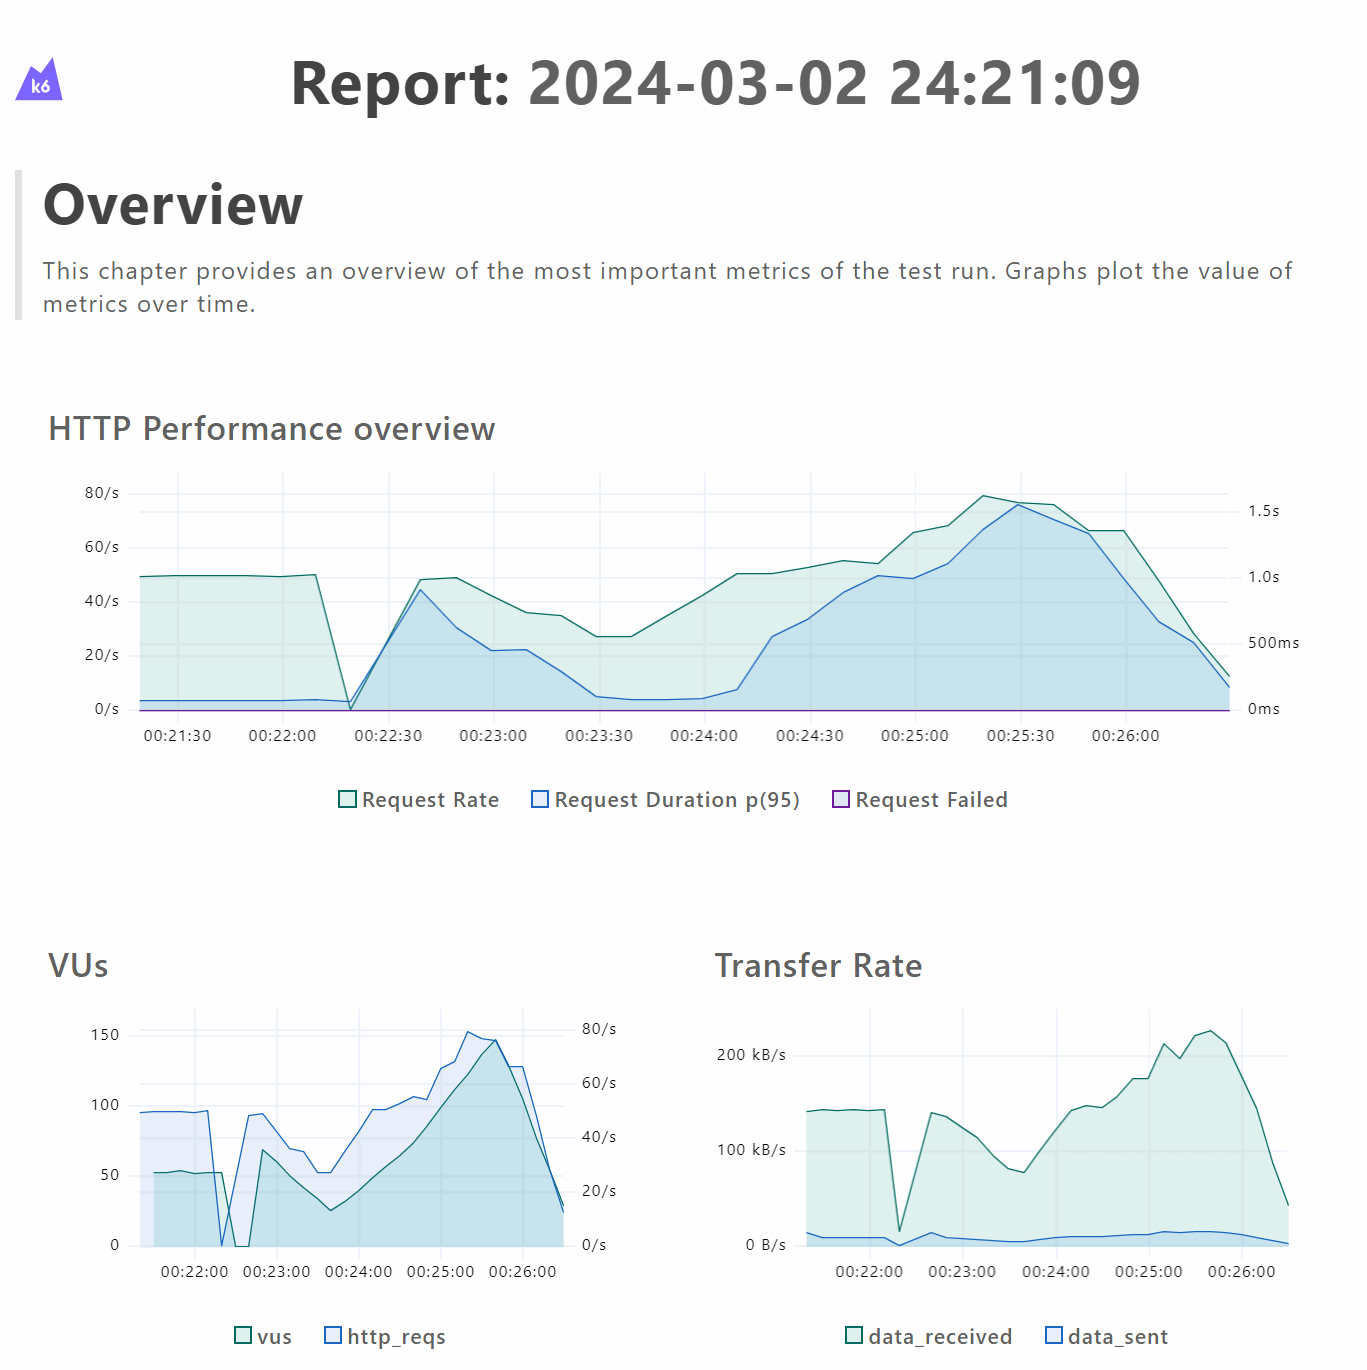 k6
Report: 2024-03-02 24:21:09
Overview
This chapter provides an overview of the most important metrics of the test run. Graphs plot the value of
metrics over time.
HTTP Performance overview
80/s
60/s
40/s
20/s
0/s
1.5s
1.0s
500ms
0ms
00:21:30 00:22:00 00:22:30 00:23:00 00:23:30 00:24:00 00:24:30 00:25:00 00:25:30 00:26:00
Request Rate Request Duration p(95) Request Failed
VUs
150
100
50
0
80/s
60/s
40/s
20/s
0/s
00:22:00 00:23:00 00:24:00 00:25:00 00:26:00
vus http_reqs
Transfer Rate
200 kB/s
100 kB/s
0 B/s
00:22:00 00:23:00 00:24:00 00:25:00 00:26:00
data_received data_sent